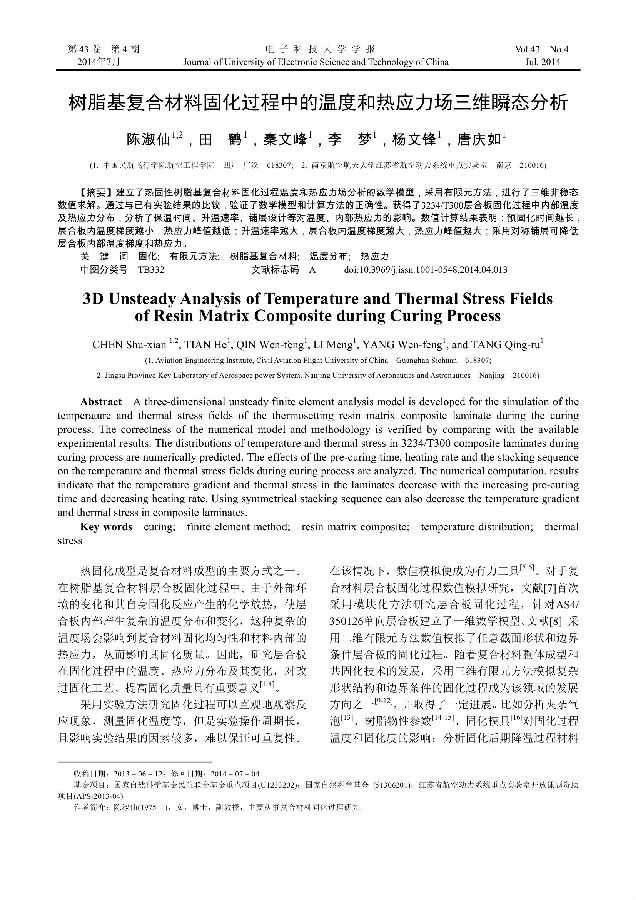 第 43 卷 第 4 期 电 子 科 技 大 学 学 报 Vol.43 No.4
2014年7月 Journal of University of Electronic Science and Technology of China Jul. 2014
树脂基复合材料固化过程中的温度和热应力场三维瞬态分析
陈淑仙1,2，田 鹤1，秦文峰1，李 梦1，杨文锋1，唐庆如1
(1. 中国民航飞行学院航空工程学院 四川 广汉 618307; 2. 南京航空航天大学江苏省航空动力系统重点实验室 南京 210016)
【摘要】建立了热固性树脂基复合材料固化过程温度和热应力场分析的数学模型，采用有限元方法，进行了三维非稳态
数值求解。通过与已有实验结果的比较，验证了数学模型和计算方法的正确性。获得了3234/T300层合板固化过程中内部温度
及热应力分布，分析了保温时间、升温速率、铺层设计等对温度、内部热应力的影响。数值计算结果表明：预固化时间越长，
层合板内温度梯度越小，热应力峰值越低；升温速率越大，层合板内温度梯度越大，热应力峰值越大；采用对称铺层可降低
层合板内部温度梯度和热应力。
关 键 词 固化; 有限元方法; 树脂基复合材料; 温度分布; 热应力
中图分类号 TB332 文献标志码 A doi:10.3969/j.issn.1001-0548.2014.04.013
3D Unsteady Analysis of Temperature and Thermal Stress Fields
of Resin Matrix Composite during Curing Process
CHEN Shu-xian 1,2, TIAN He1, QIN Wen-feng1, LI Meng1, YANG Wen-feng1, and TANG Qing-ru1
(1. Aviation Engineering Institute, Civil Aviation Flight University of China Guanghan Sichuan 618307;
2. Jingsu Province Key Laboratory of Aerospace power System, Nanjing University of Aeronautics and Astronautics Nanjing 210016)
Abstract A three-dimensional unsteady finite element analysis model is developed for the simulation of the
temperature and thermal stress fields of the thermosetting resin matrix composite laminate during the curing
process. The correctness of the numerical model and methodology is verified by comparing with the available
experimental results. The distributions of temperature and thermal stress in 3234/T300 composite laminates during
curing process are numerically predicted. The effects of the pre-curing time, heating rate and the stacking sequence
on the temperature and thermal stress fields during curing process are analyzed. The numerical computation. results
indicate that the temperature gradient and thermal stress in the laminates decrease with the increasing pre-curing
time and decreasing heating rate. Using symmetrical stacking sequence can also decrease the temperature gradient
and thermal stress in composite laminates.
Key words curing; finite element method; resin matrix composite; temperature distribution; thermal
stress
热固化成型是复合材料成型的主要方式之一。
在树脂基复合材料层合板固化过程中，由于外部环
境的变化和其自身固化反应产生的化学放热，使层
合板内部产生复杂的温度分布和变化，这种复杂的
温度场会影响到复合材料固化均匀性和材料内部的
热应力，从而影响其固化质量。因此，研究层合板
在固化过程中的温度、热应力分布及其变化，对改
过固化工艺、提高固化质量具有重要意义[1-4]。
采用实验方法研究固化过程可以直观地观察反
应现象，测量固化温度等，但是实验操作周期长，
且影响实验结果的因素较多，难以保证可重复性。
在该情况下，数值模拟便成为有力工具[5-6]。对于复
合材料层合板固化过程数值模拟研究，文献[7]首次
采用模块化方法研究层合板固化过程，针对AS4/
350126单向层合板建立了一维数学模型、文献[8] 采
用二维有限元方法数值模拟了任意截面形状和边界
条件层合板的固化过程。随着复合材料整体成型和
共固化技术的发展，采用三维有限元方法模拟复杂
形状结构和边界条件的固化过程成为该领域的发展
方向之一[9-12]，并取得了一定进展。比如分析夹杂气
泡[13]、树脂物性参数[14-15]、固化模具[16]对固化过程
温度和固化度的影响；分析固化后期降温过程材料
收稿日期：2013－06－12；修回日期：2014－07－04
基金项目：国家自然科学基金民航联合基金重点项目(U1233202)；国家自然科学基金 (51306201)；江苏省航空动力系统重点实验室开放课题资助
项目(APS-2013-04)
作者简介：陈淑仙(1975－)，女，博士，副教授，主要从事复合材料固化过程研究.